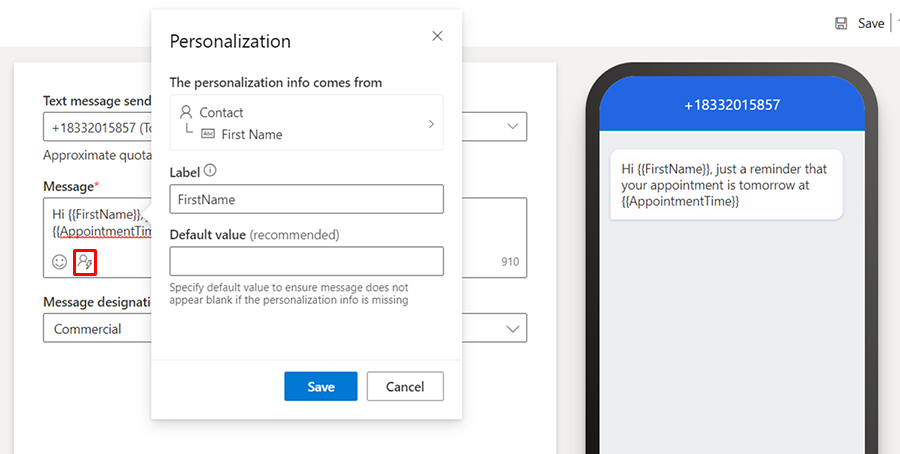 Save
Personalization
The personalization info comes from
Contact
Abc
First Name
Label
FirstName
Default value (recommended)
Specify default value to ensure message does not
appear blank if the personalization info is missing
Save
Cancel
Text message send
+18332015857 (To
Approximate quota
Message*
Hi {{FirstName}},
{{AppointmentTim
910
Message designati
Commercial
+18332015857
Hi {{FirstName}}, just a reminder that
your appointment is tomorrow at
{{AppointmentTime}}